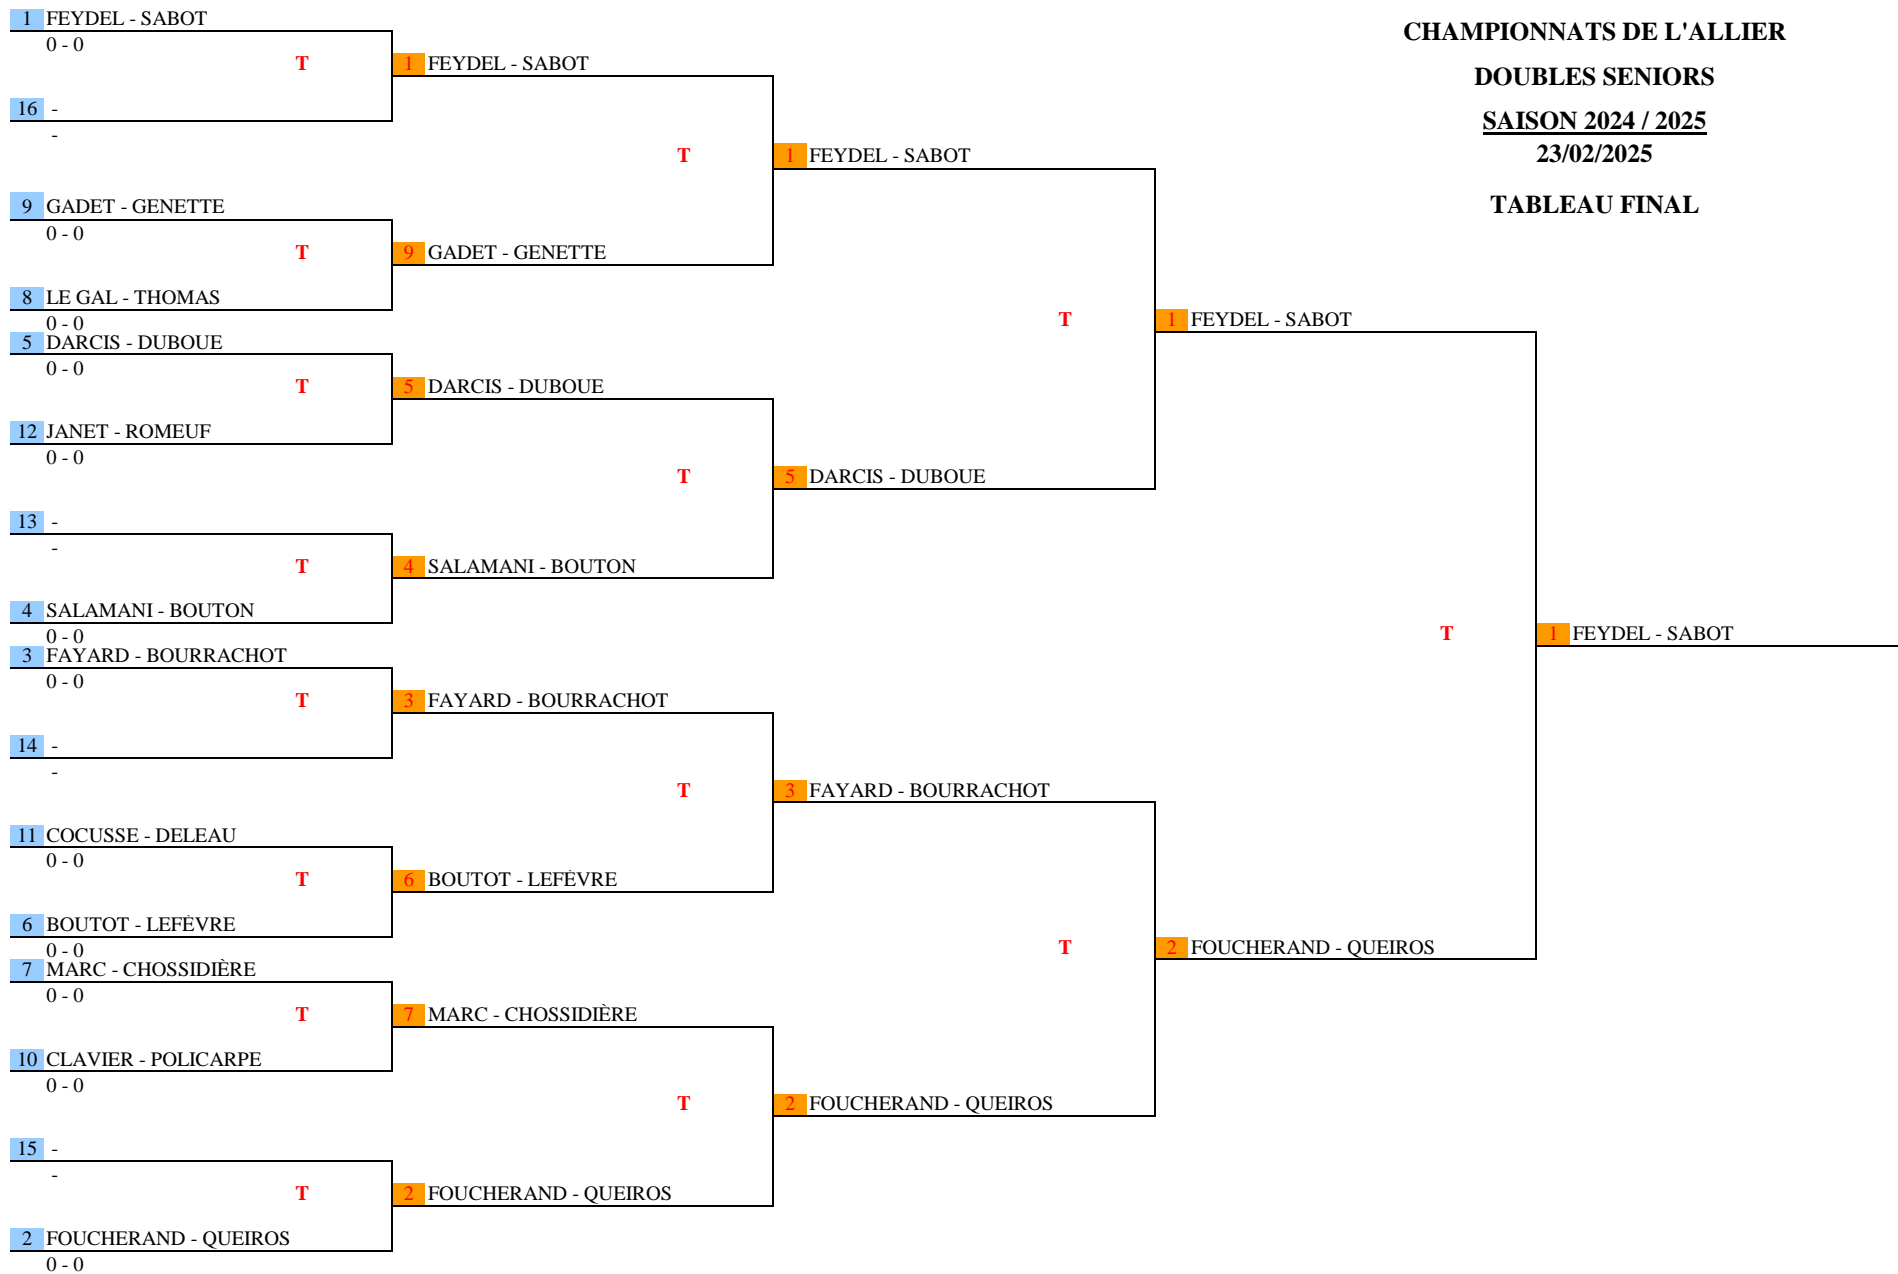 CHAMPIONNATS DE L'ALLIER
DOUBLES SENIORS
SAISON 2024 / 2025
23/02/2025
TABLEAU FINAL
1 FEYDEL - SABOT
0 - 0
T
16 -
-
9 GADET - GENETTE
0 - 0
T
8 LE GAL - THOMAS
0 - 0
5 DARCIS - DUBOUE
0 - 0
T
12 JANET - ROMEUF
0 - 0
13 -
-
T
4 SALAMANI - BOUTON
0 - 0
3 FAYARD - BOURRACHOT
0 - 0
T
14 -
-
11 COCUSSE - DELEAU
0 - 0
T
6 BOUTOT - LEFÈVRE
0 - 0
7 MARC - CHOSSIDIÈRE
0 - 0
T
10 CLAVIER - POLICARPE
0 - 0
15 -
-
T
2 FOUCHERAND - QUEIROS
0 - 0
1 FEYDEL - SABOT
T
9 GADET - GENETTE
5 DARCIS - DUBOUE
T
4 SALAMANI - BOUTON
3 FAYARD - BOURRACHOT
T
6 BOUTOT - LEFÈVRE
7 MARC - CHOSSIDIÈRE
T
2 FOUCHERAND - QUEIROS
1 FEYDEL - SABOT
T
5 DARCIS - DUBOUE
3 FAYARD - BOURRACHOT
T
2 FOUCHERAND - QUEIROS
1 FEYDEL - SABOT
T
2 FOUCHERAND - QUEIROS
1 FEYDEL - SABOT